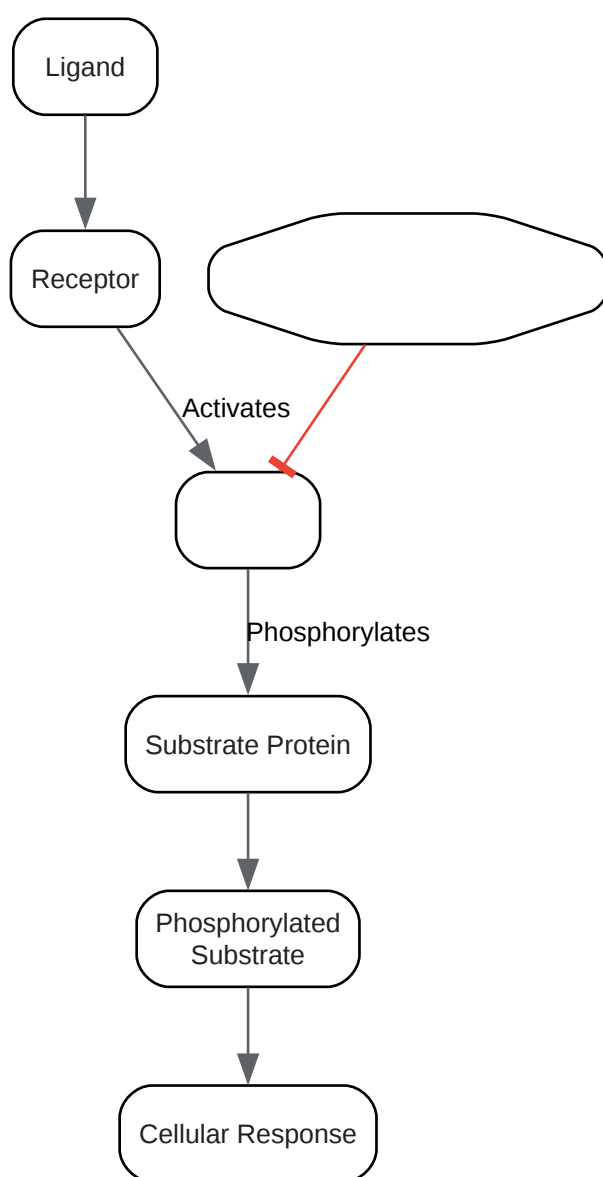 Ligand
Receptor
Activates
Phosphorylates
Substrate Protein
Phosphorylated
Substrate
Cellular Response